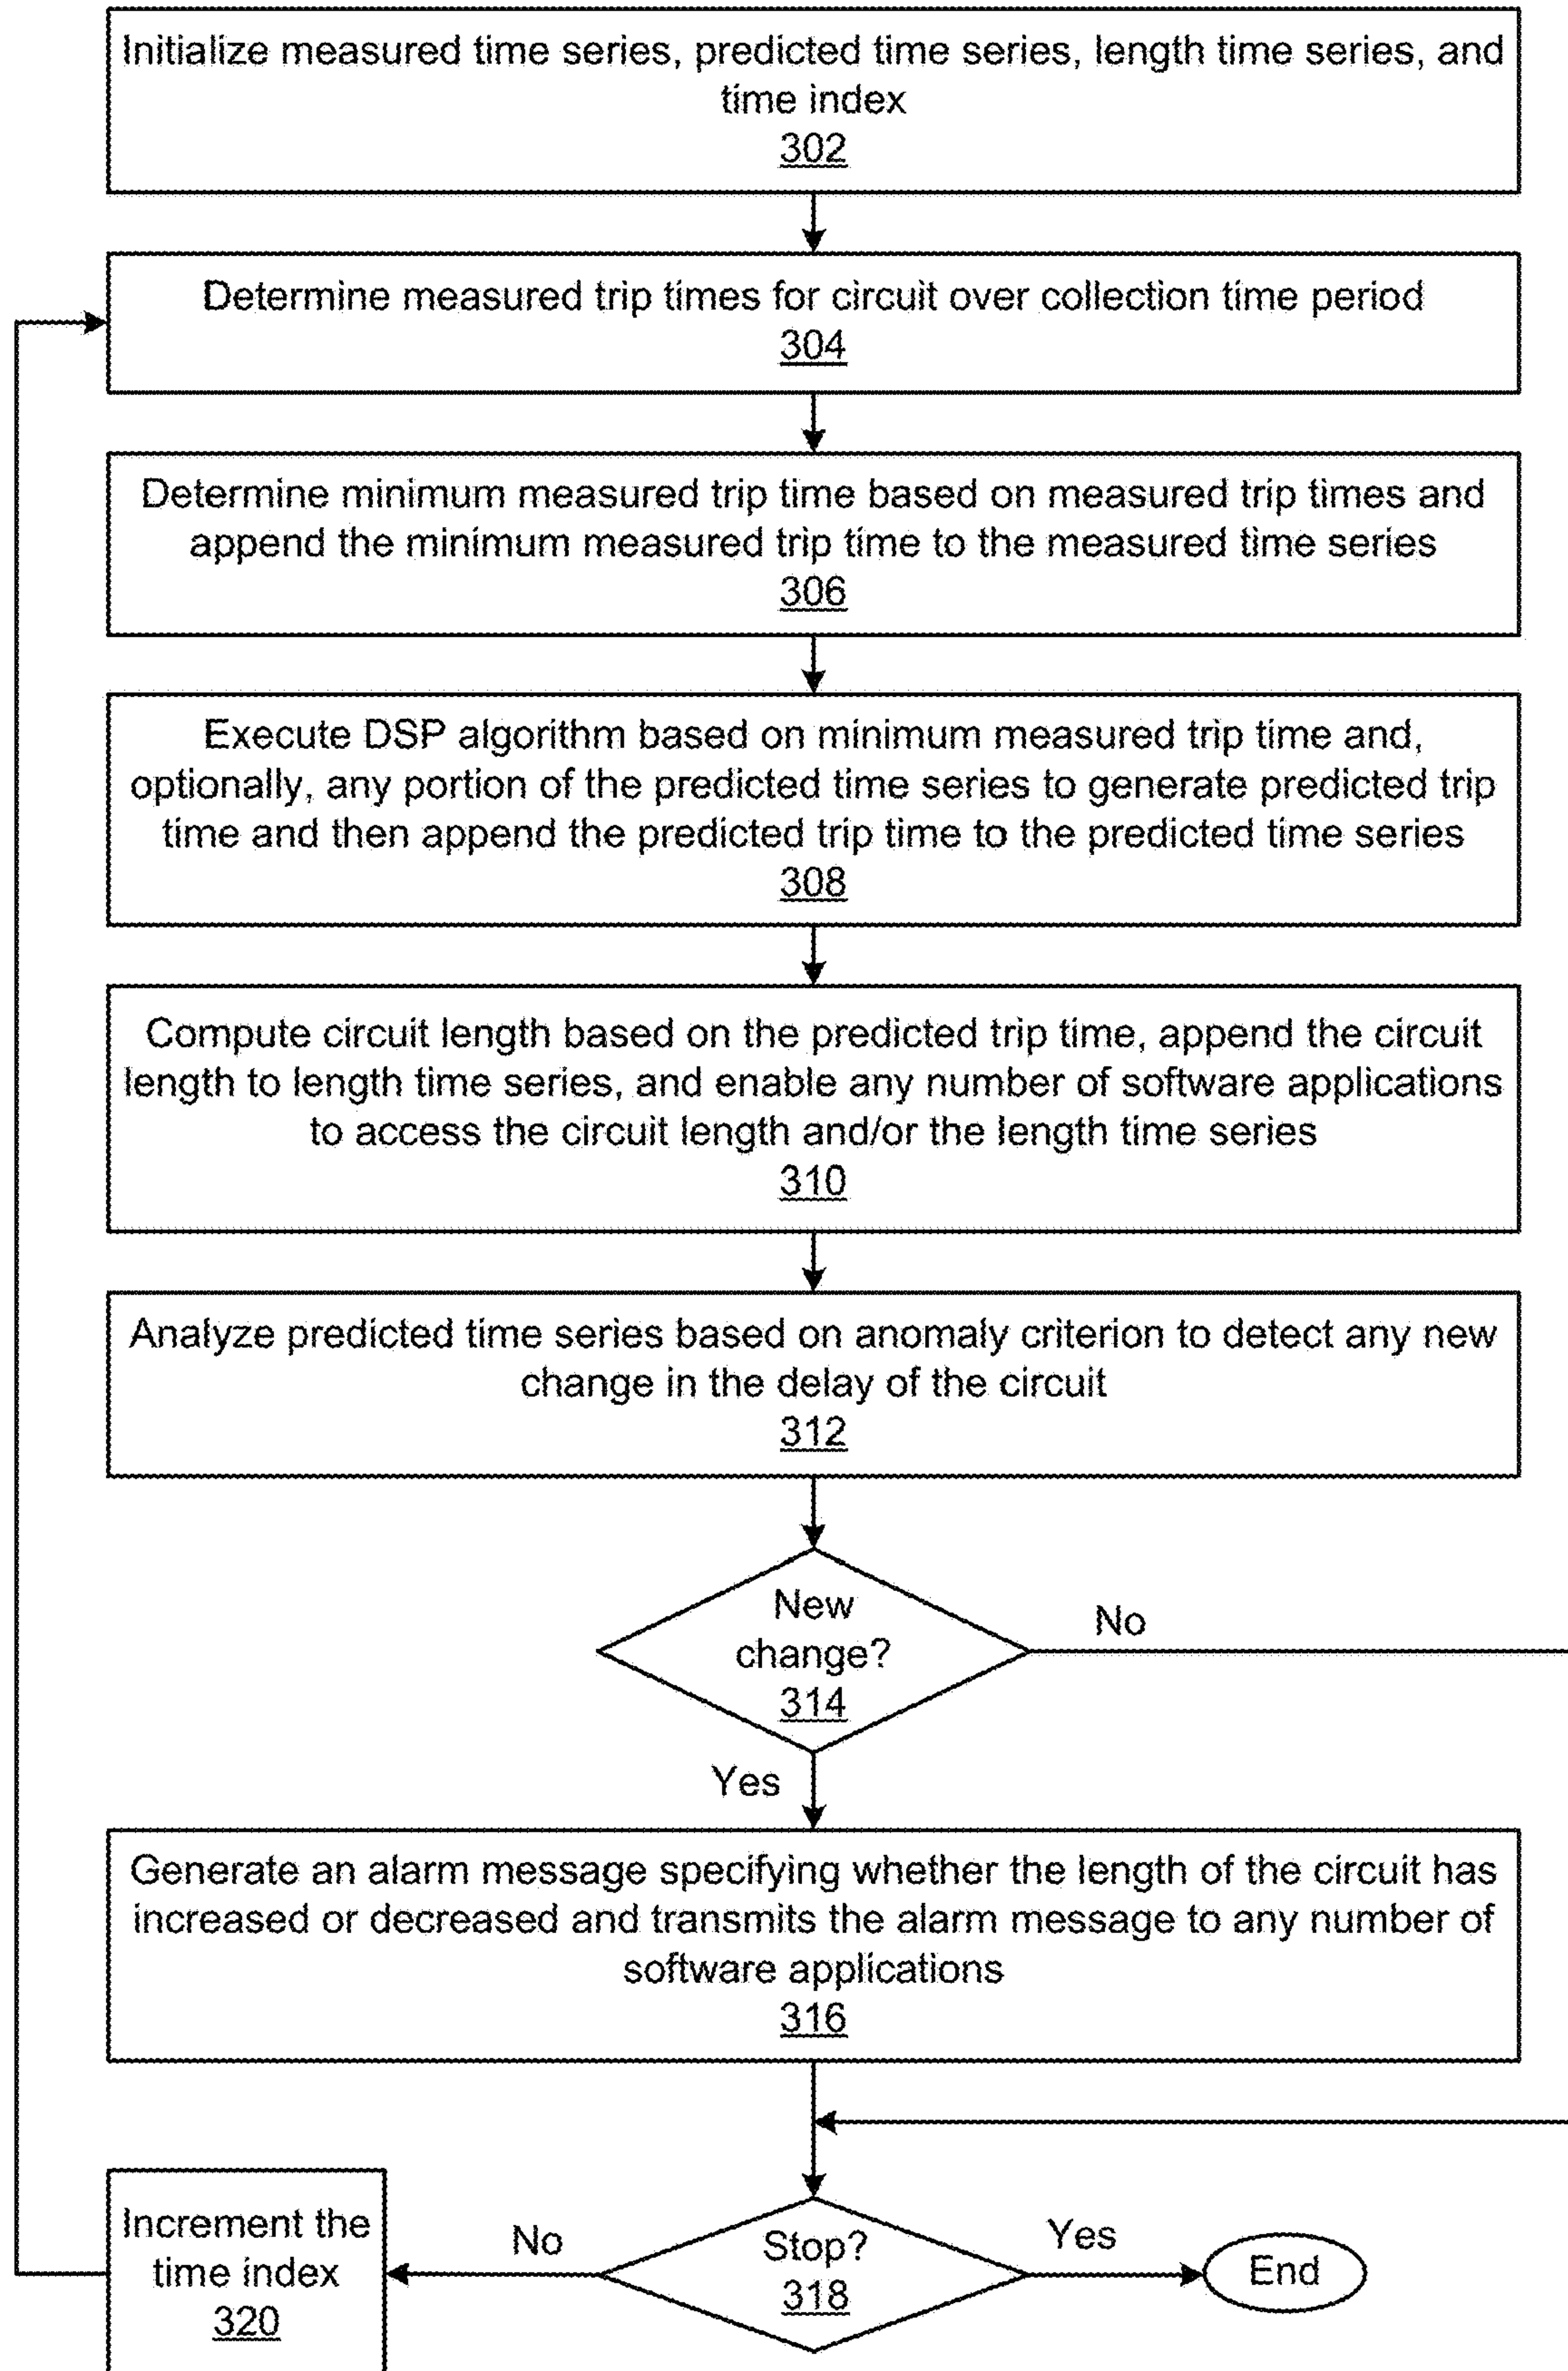 Initialize measured time series, predicted time series, length time series, and
time index
302
Determine measured trip times for circuit over collection time period
304
Determine minimum measured trip time based on measured trip times and
append the minimum measured trip time to the measured time series
306
Execute DSP algorithm based on minimum measured trip time and,
optionally, any portion of the predicted time series to generate predicted trip
time and then append the predicted trip time to the predicted time series
308
Compute circuit length based on the predicted trip time, append the circuit
length to length time series, and enable any number of software applications
to access the circuit length and/or the length time series
310
Analyze predicted time series based on anomaly criterion to detect any new
change in the delay of the circuit
312
New
change?
314
No
Yes
Generate an alarm message specifying whether the length of the circuit has
increased or decreased and transmits the alarm message to any number of
software applications
316
Increment the
time index
320
No
Stop?
318
Yes
End